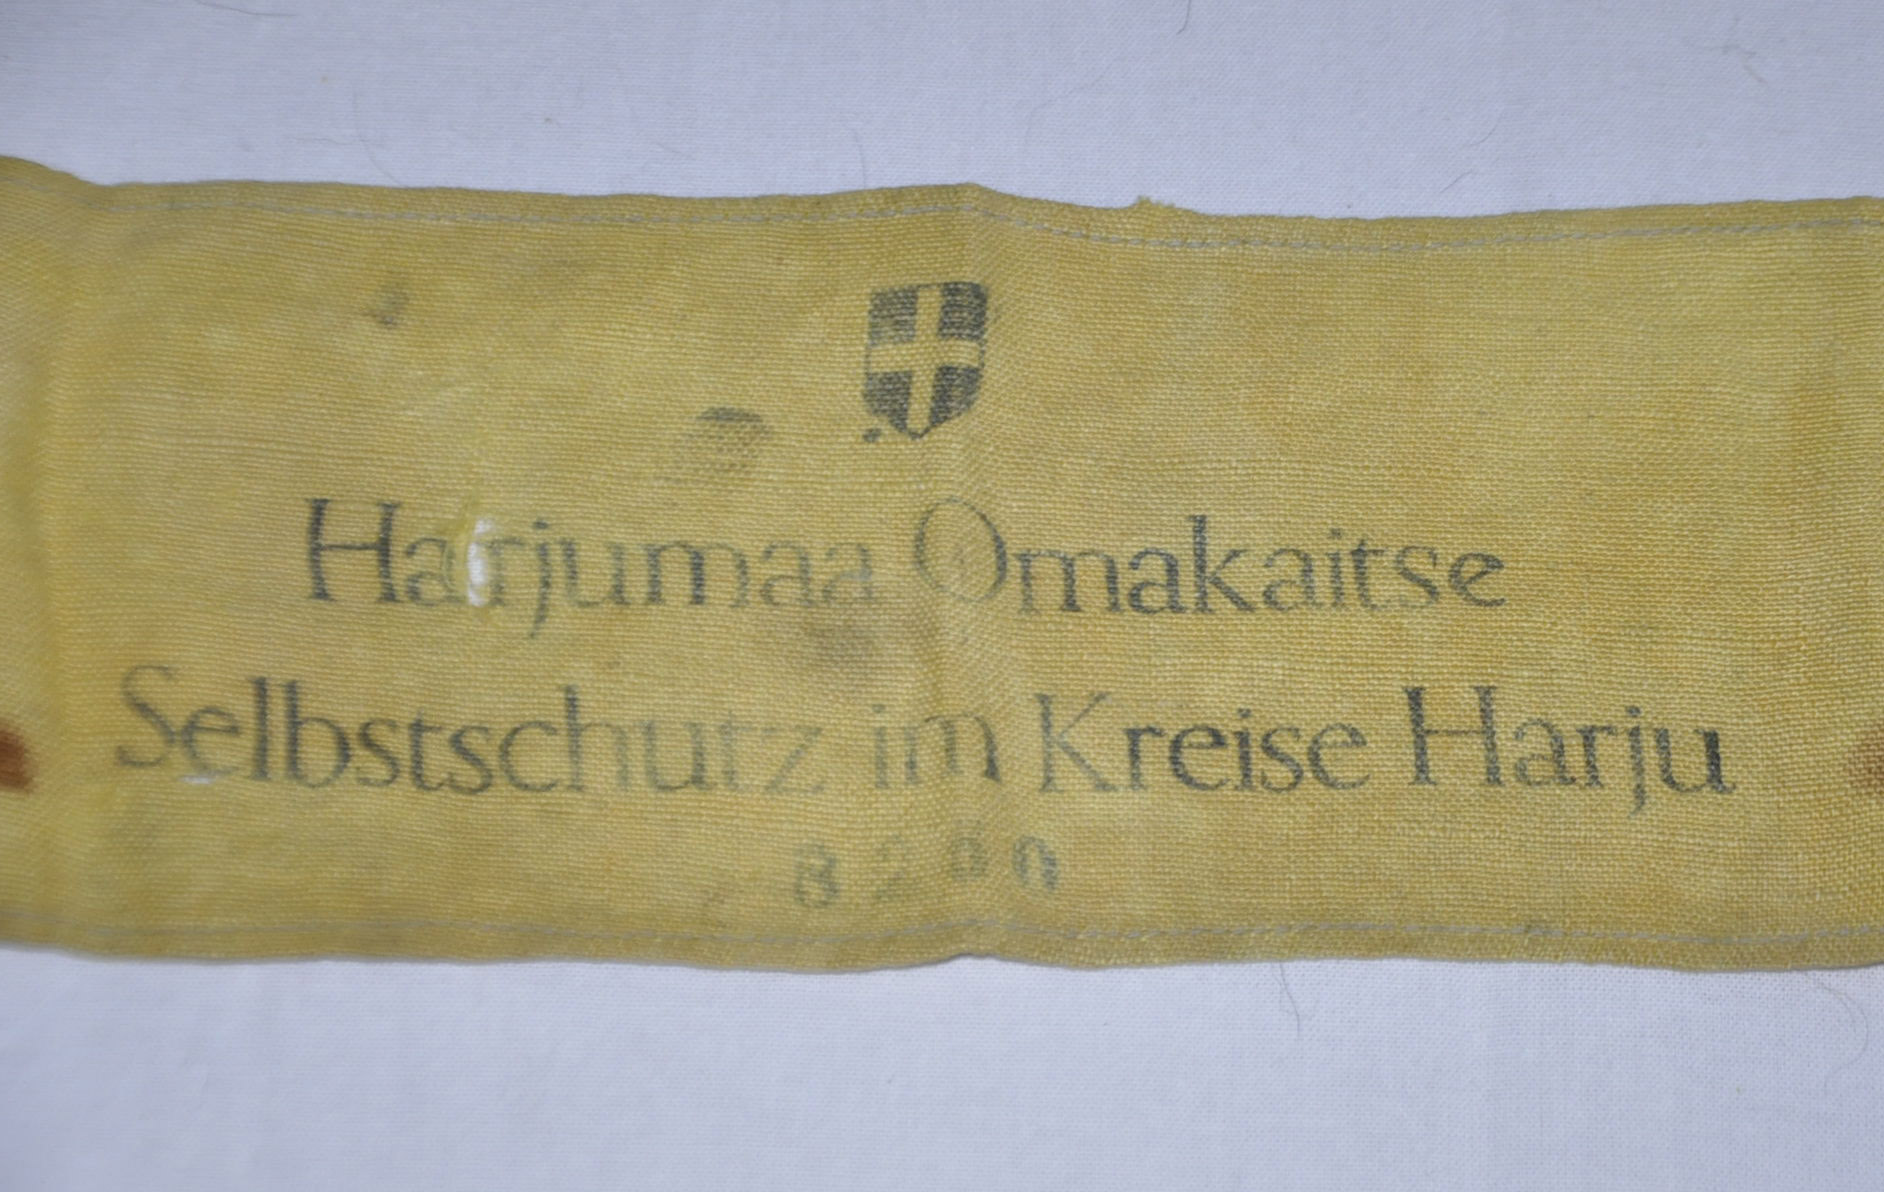 Harjumaa Omakaitse
Selbstschutz im Kreise Harju